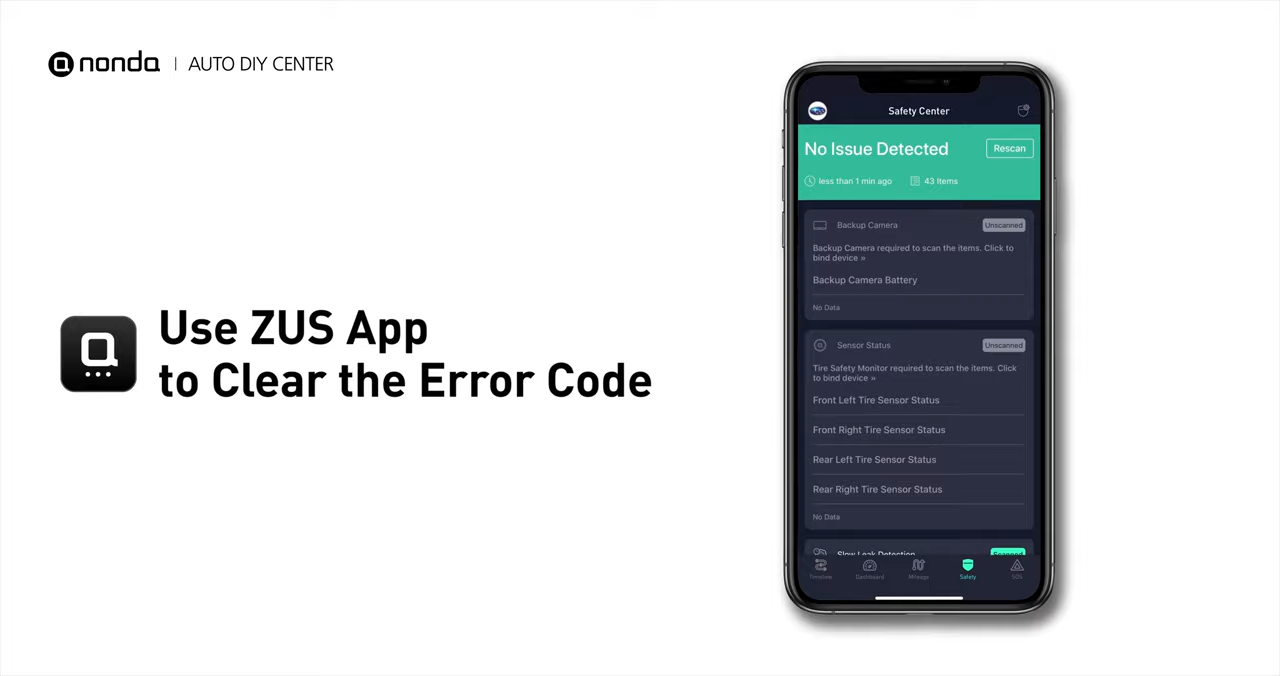 nonda | AUTO DIY CENTER
Use ZUS App
to Clear the Error Code
Safety Center
No Issue Detected
Rescan
less than 1 min ago
43 Items
Backup Camera
Unscanned
Backup Camera required to scan the items. Click to
bind device »
Backup Camera Battery
No Data
Sensor Status
Unscanned
Tire Safety Monitor required to scan the items. Click
to bind device »
Front Left Tire Sensor Status
Front Right Tire Sensor Status
Rear Left Tire Sensor Status
Rear Right Tire Sensor Status
No Data
Slow Leak Detection
Scanned
Timeline
Dashboard
Mileage
Safety
SOS